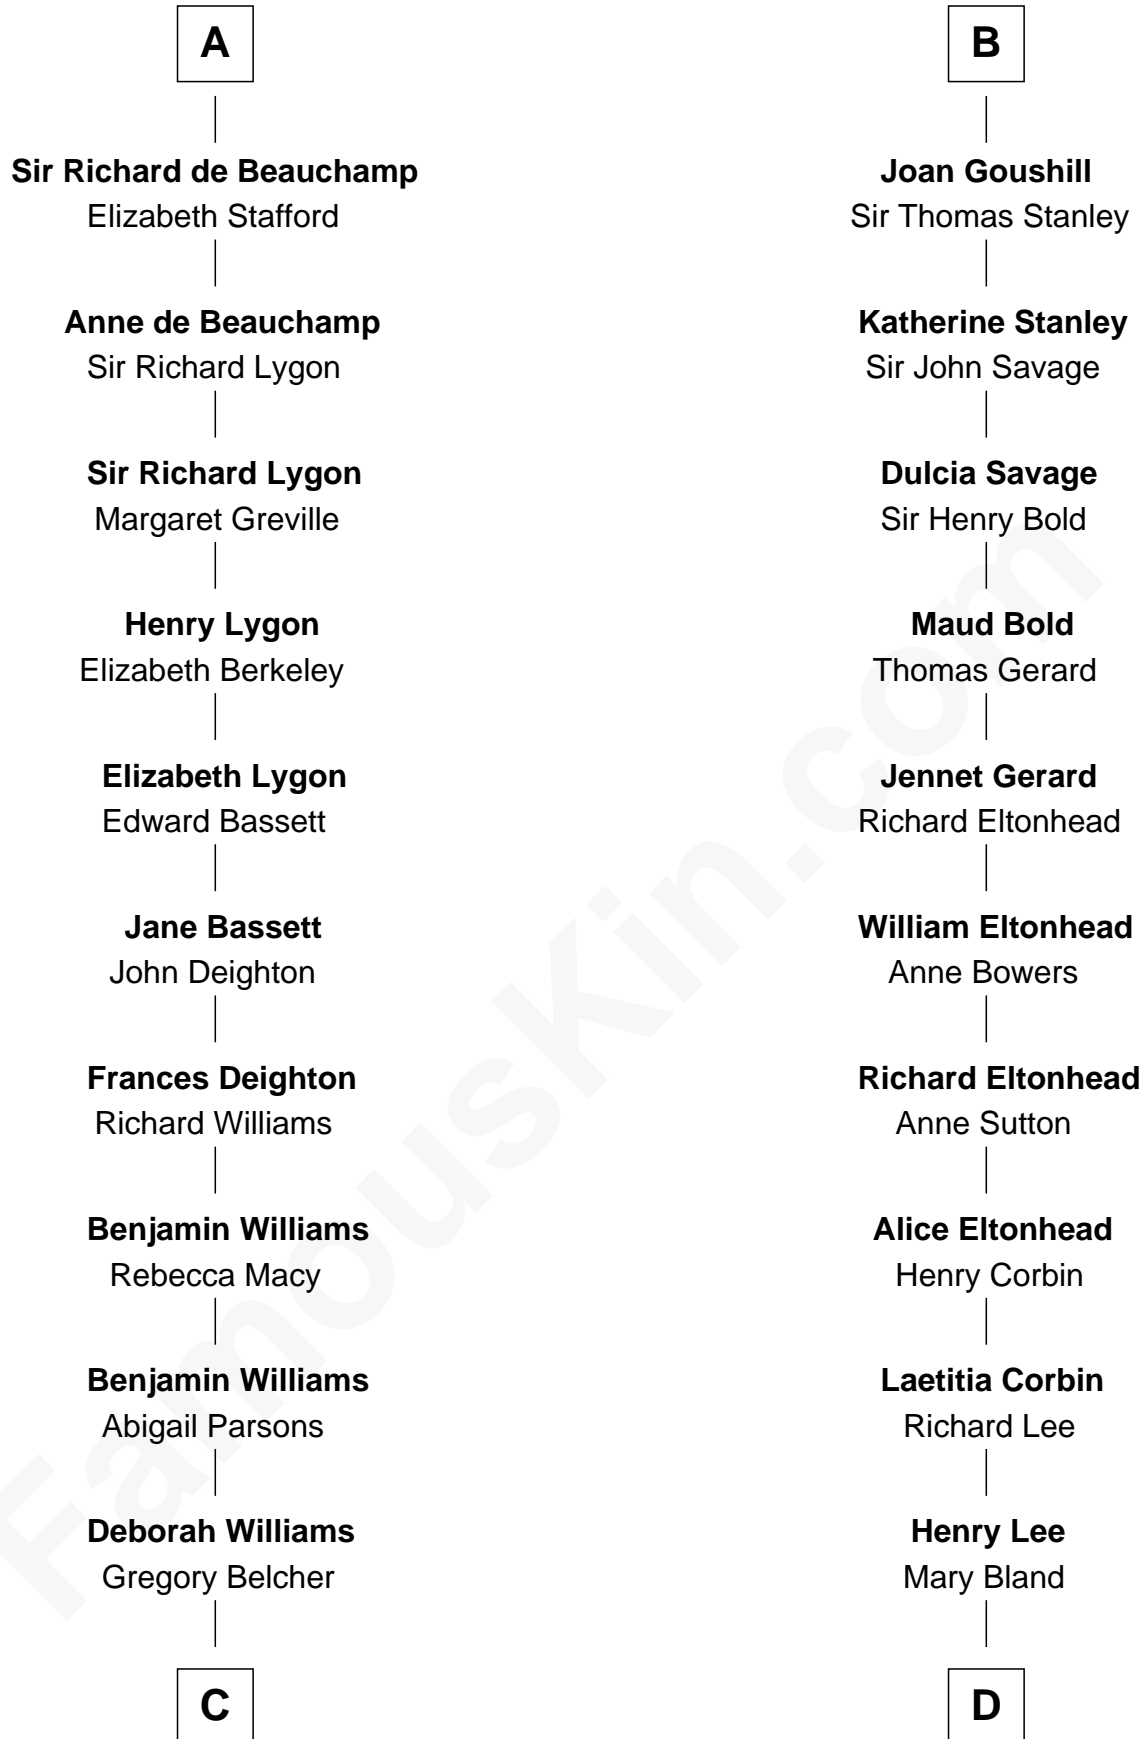 A
Sir Richard de Beauchamp
Elizabeth Stafford
Anne de Beauchamp
Sir Richard Lygon
Sir Richard Lygon
Margaret Greville
Henry Lygon
Elizabeth Berkeley
Elizabeth Lygon
Edward Bassett
Jane Bassett
John Deighton
Frances Deighton
Richard Williams
Benjamin Williams
Rebecca Macy
Benjamin Williams
Abigail Parsons
Deborah Williams
Gregory Belcher
C
B
Joan Goushill
Sir Thomas Stanley
Katherine Stanley
Sir John Savage
Dulcia Savage
Sir Henry Bold
Maud Bold
Thomas Gerard
Jennet Gerard
Richard Eltonhead
William Eltonhead
Anne Bowers
Richard Eltonhead
Anne Sutton
Alice Eltonhead
Henry Corbin
Laetitia Corbin
Richard Lee
Henry Lee
Mary Bland
D
FamousKin.com